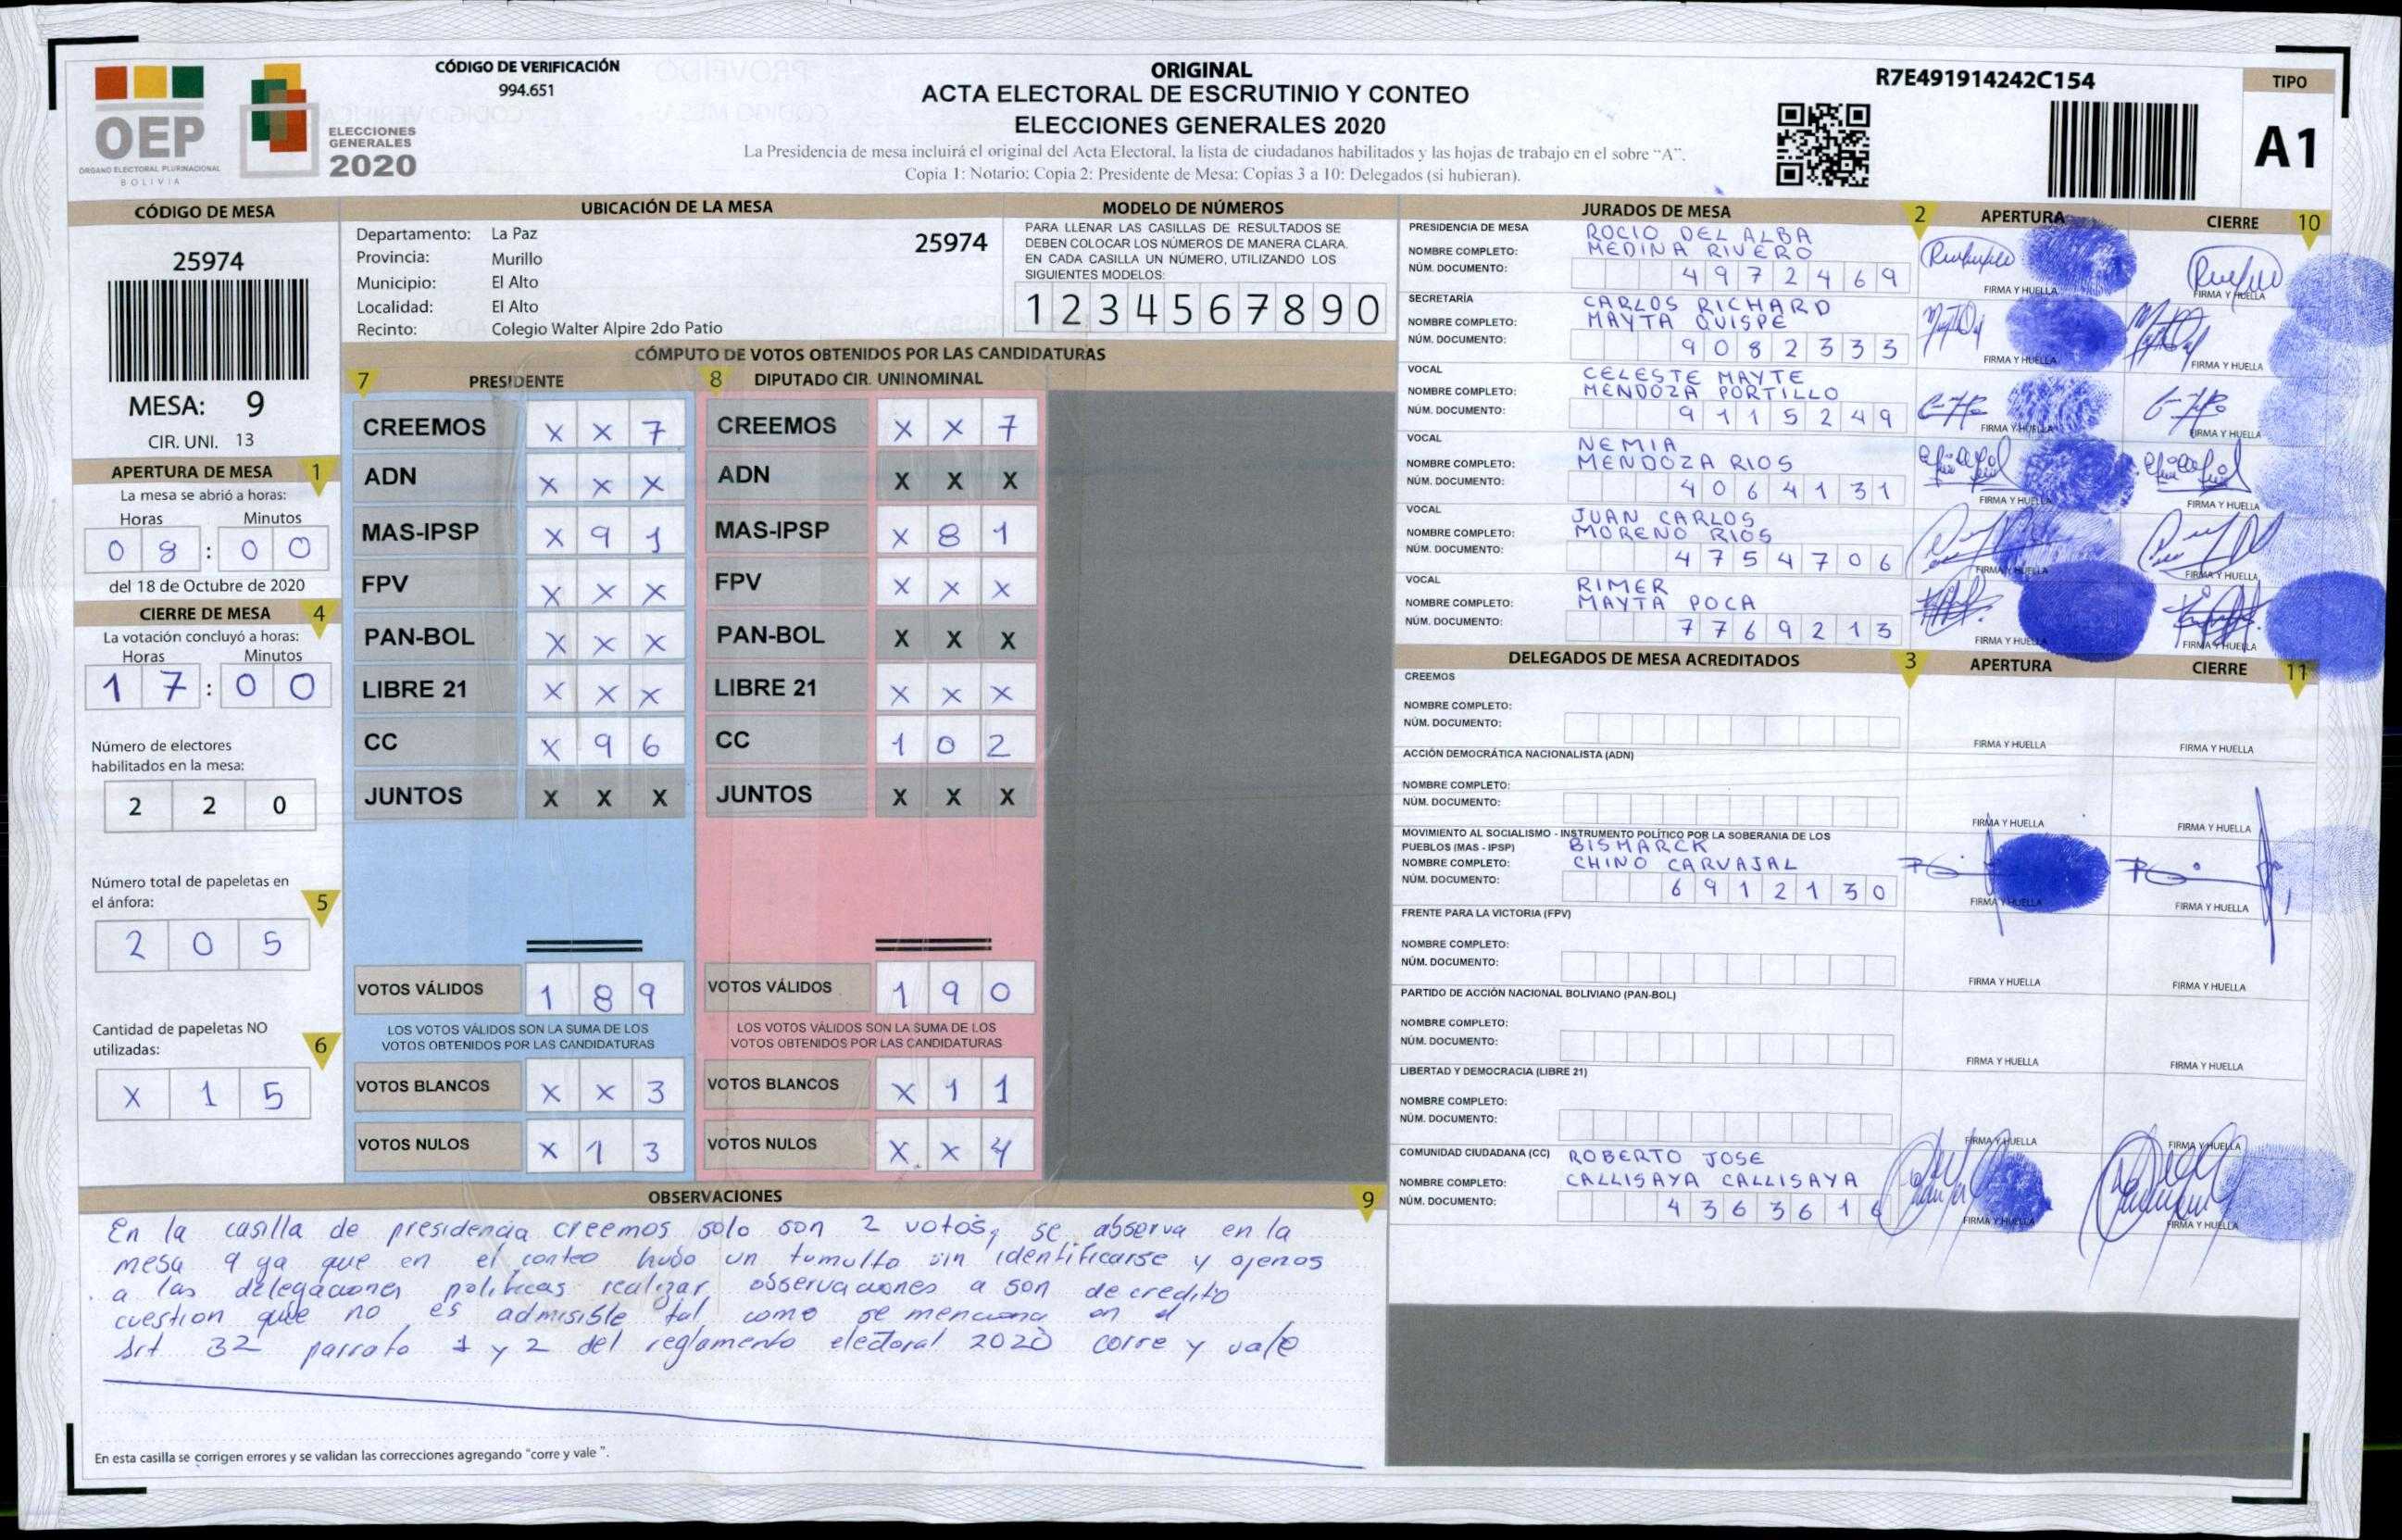 CÓDIGO DE VERIFICACIÓN
994.651
ORIGINAL
ACTA ELECTORAL DE ESCRUTINIO Y CONTEO
ELECCIONES GENERALES 2020
La Presidencia de mesa incluirá el original del Acta Electoral, la lista de ciudadanos habilitados y las hojas de trabajo en el sobre “A”.
Copia 1: Notario; Copia 2: Presidente de Mesa; Copias 3 a 10: Delegados (si hubieran).
R7E491914242C154
TIPO
A1
OEP
ÓRGANO ELECTORAL PLURINACIONAL
BOLIVIA
ELECCIONES
GENERALES
2020
CÓDIGO DE MESA
25974
MESA: 9
CIR. UNI. 13
APERTURA DE MESA 1
La mesa se abrió a horas:
Horas Minutos
0 8 : 0 0
del 18 de Octubre de 2020
CIERRE DE MESA 4
La votación concluyó a horas:
Horas Minutos
1 7 : 0 0
Número de electores
habilitados en la mesa:
2 2 0
Número total de papeletas en
el ánfora: 5
2 0 5
Cantidad de papeletas NO
utilizadas: 6
X 1 5
UBICACIÓN DE LA MESA
Departamento: La Paz 25974
Provincia: Murillo
Municipio: El Alto
Localidad: El Alto
Recinto: Colegio Walter Alpire 2do Patio
MODELO DE NÚMEROS
PARA LLENAR LAS CASILLAS DE RESULTADOS SE
DEBEN COLOCAR LOS NÚMEROS DE MANERA CLARA.
EN CADA CASILLA UN NÚMERO, UTILIZANDO LOS
SIGUIENTES MODELOS:
1 2 3 4 5 6 7 8 9 0
CÓMPUTO DE VOTOS OBTENIDOS POR LAS CANDIDATURAS
7 PRESIDENTE
CREEMOS X X 7
ADN X X X
MAS-IPSP X 9 1
FPV X X X
PAN-BOL X X X
LIBRE 21 X X X
CC X 9 6
JUNTOS X X X
VOTOS VÁLIDOS 1 8 9
LOS VOTOS VÁLIDOS SON LA SUMA DE LOS
VOTOS OBTENIDOS POR LAS CANDIDATURAS
VOTOS BLANCOS X X 3
VOTOS NULOS X 1 3
8 DIPUTADO CIR. UNINOMINAL
CREEMOS X X 7
ADN X X X
MAS-IPSP X 8 1
FPV X X X
PAN-BOL X X X
LIBRE 21 X X X
CC 1 0 2
JUNTOS X X X
VOTOS VÁLIDOS 1 9 0
LOS VOTOS VÁLIDOS SON LA SUMA DE LOS
VOTOS OBTENIDOS POR LAS CANDIDATURAS
VOTOS BLANCOS X 1 1
VOTOS NULOS X X 4
OBSERVACIONES 9
En la casilla de presidencia creemos solo son 2 votos, se observa en la
mesa 9 ya que en el conteo hubo un tumulto sin identificarse y ajenos
a las delegaciones politicas realizar observaciones a son de credito
cuestion que no es admisible tal como se menciona en el
Art 32 parrafo 1 y 2 del reglamento electoral 2020 corre y vale
En esta casilla se corrigen errores y se validan las correcciones agregando “corre y vale ”.
JURADOS DE MESA 2 APERTURA CIERRE 10
PRESIDENCIA DE MESA ROCIO DEL ALBA
NOMBRE COMPLETO: MEDINA RIVERO
NÚM. DOCUMENTO: 4 9 7 2 4 6 9
FIRMA Y HUELLA FIRMA Y HUELLA
SECRETARÍA CARLOS RICHARD
NOMBRE COMPLETO: MAYTA QUISPE
NÚM. DOCUMENTO: 9 0 8 2 3 3 3
FIRMA Y HUELLA FIRMA Y HUELLA
VOCAL CELESTE MAYTE
NOMBRE COMPLETO: MENDOZA PORTILLO
NÚM. DOCUMENTO: 9 1 1 5 2 4 9
FIRMA Y HUELLA FIRMA Y HUELLA
VOCAL NEMIA
NOMBRE COMPLETO: MENDOZA RIOS
NÚM. DOCUMENTO: 4 0 6 4 1 3 1
FIRMA Y HUELLA FIRMA Y HUELLA
VOCAL JUAN CARLOS
NOMBRE COMPLETO: MORENO RIOS
NÚM. DOCUMENTO: 4 7 5 4 7 0 6
FIRMA Y HUELLA FIRMA Y HUELLA
VOCAL RIMER
NOMBRE COMPLETO: MAYTA POCA
NÚM. DOCUMENTO: 7 7 6 9 2 1 3
FIRMA Y HUELLA FIRMA Y HUELLA
DELEGADOS DE MESA ACREDITADOS 3 APERTURA CIERRE 11
CREEMOS
NOMBRE COMPLETO:
NÚM. DOCUMENTO:
FIRMA Y HUELLA FIRMA Y HUELLA
ACCIÓN DEMOCRÁTICA NACIONALISTA (ADN)
NOMBRE COMPLETO:
NÚM. DOCUMENTO:
FIRMA Y HUELLA FIRMA Y HUELLA
MOVIMIENTO AL SOCIALISMO - INSTRUMENTO POLÍTICO POR LA SOBERANIA DE LOS
PUEBLOS (MAS - IPSP) BISMARCK
NOMBRE COMPLETO: CHINO CARVAJAL
NÚM. DOCUMENTO: 6 9 1 2 1 3 0
FIRMA Y HUELLA FIRMA Y HUELLA
FRENTE PARA LA VICTORIA (FPV)
NOMBRE COMPLETO:
NÚM. DOCUMENTO:
FIRMA Y HUELLA FIRMA Y HUELLA
PARTIDO DE ACCIÓN NACIONAL BOLIVIANO (PAN-BOL)
NOMBRE COMPLETO:
NÚM. DOCUMENTO:
FIRMA Y HUELLA FIRMA Y HUELLA
LIBERTAD Y DEMOCRACIA (LIBRE 21)
NOMBRE COMPLETO:
NÚM. DOCUMENTO:
FIRMA Y HUELLA FIRMA Y HUELLA
COMUNIDAD CIUDADANA (CC) ROBERTO JOSE
NOMBRE COMPLETO: CALLISAYA CALLISAYA
NÚM. DOCUMENTO: 4 3 6 3 6 1 6
FIRMA Y HUELLA FIRMA Y HUELLA